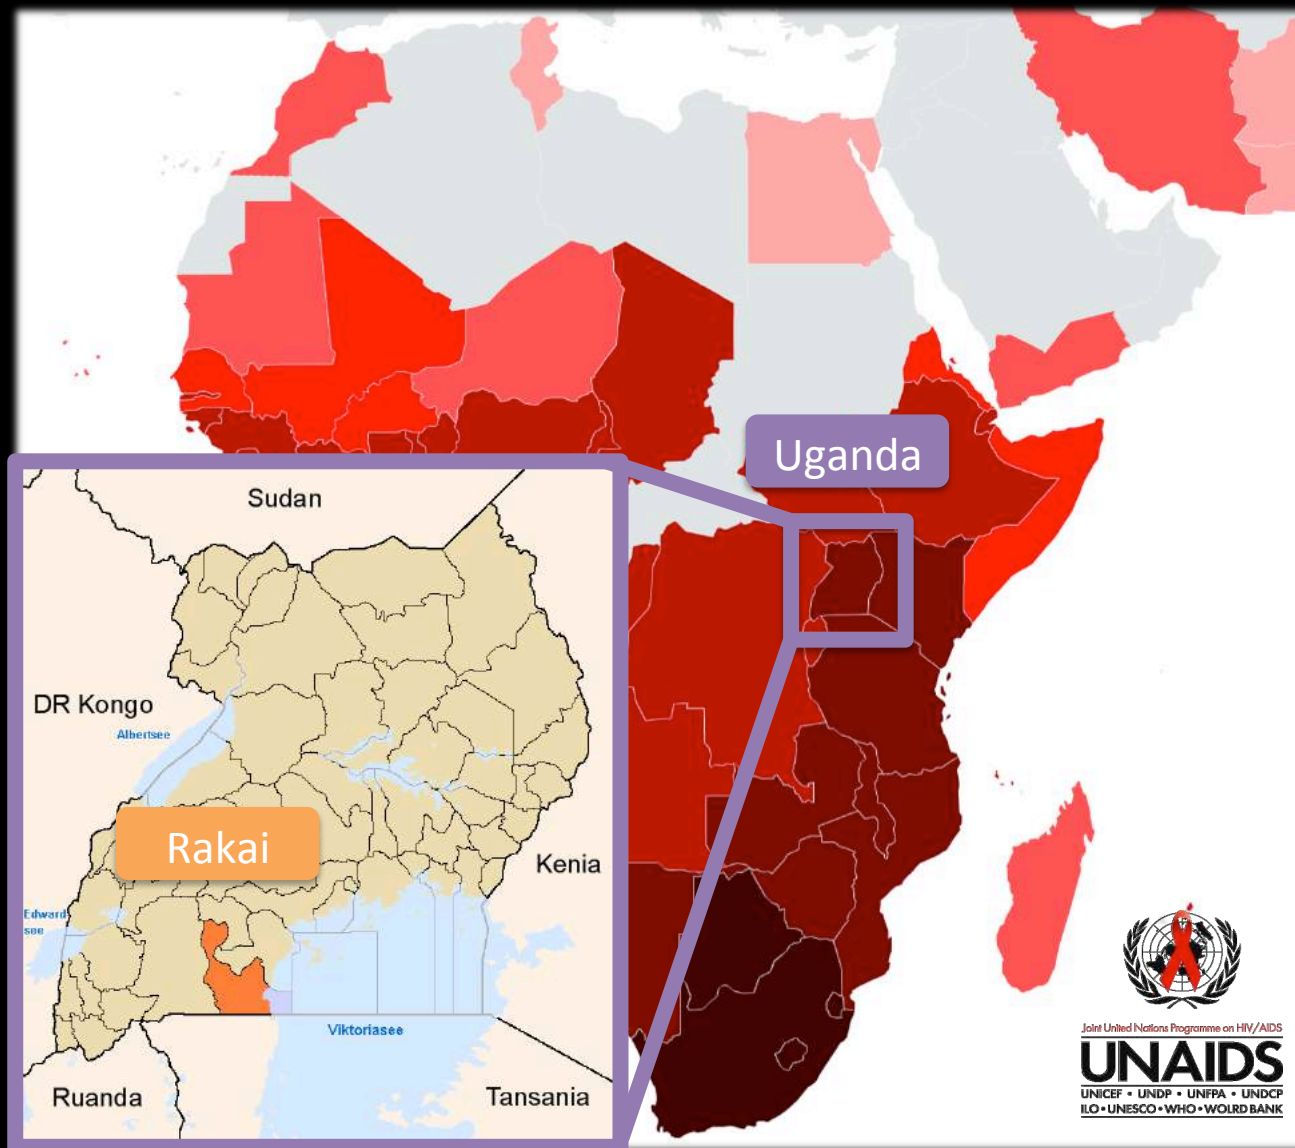 Uganda
Sudan
DR Kongo
Albertsee
Rakai
Kenia
Edward
see
Viktoriasee
Ruanda
Tansania
Joint United Nations Programme on HIV/AIDS
UNAIDS
UNICEF • UNDP • UNFPA • UNDCP
ILO • UNESCO • WHO • WOLRD BANK